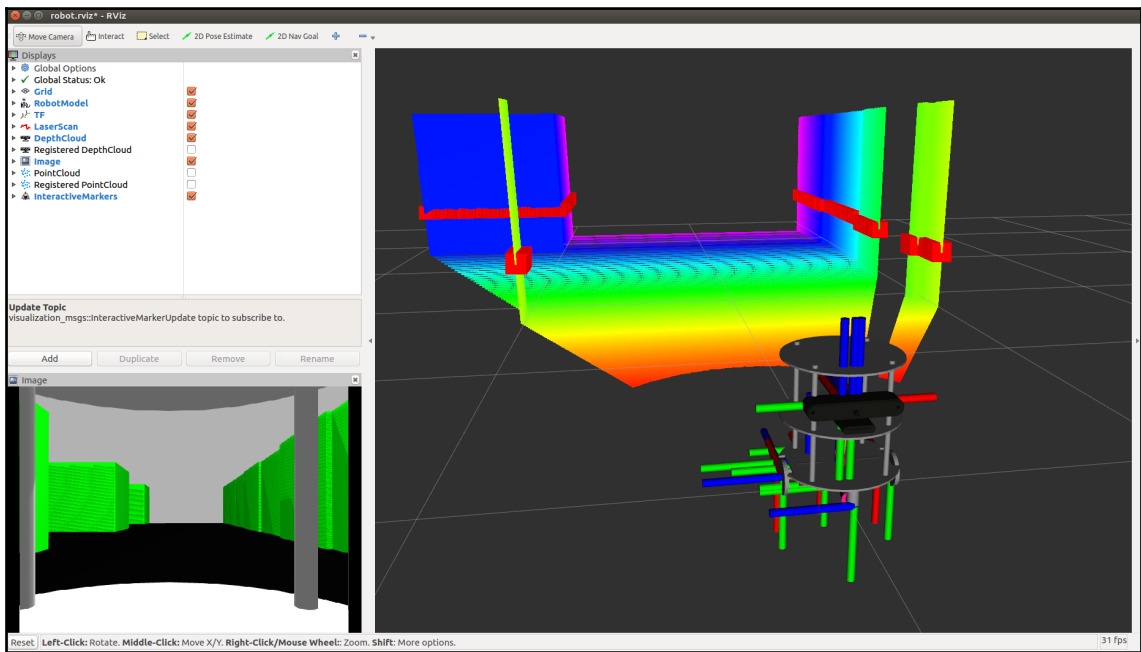 robot.rviz* - RViz
Move Camera Interact Select 2D Pose Estimate 2D Nav Goal
Displays
Global Options
Global Status: Ok
Grid
RobotModel
TF
LaserScan
DepthCloud
Registered DepthCloud
Image
PointCloud
Registered PointCloud
InteractiveMarkers
Update Topic
visualization_msgs::InteractiveMarkerUpdate topic to subscribe to.
Add Duplicate Remove Rename
Image
Reset Left-Click: Rotate. Middle-Click: Move X/Y. Right-Click/Mouse Wheel:: Zoom. Shift: More options. 31 fps